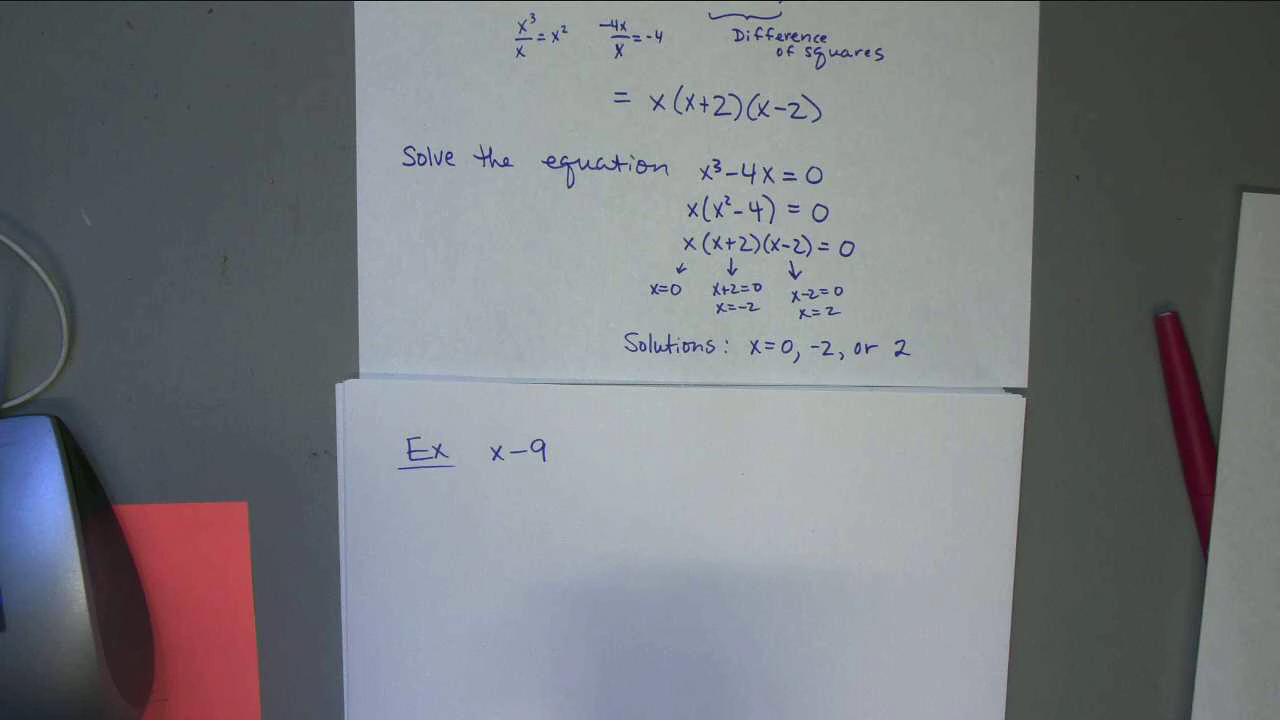 x³/x = x² -4x/x = -4 Difference of squares
= x(x+2)(x-2)
Solve the equation x³-4x=0
x(x²-4) = 0
x(x+2)(x-2)=0
↙ ↓ ↓
x=0 x+2=0 x-2=0
x=-2 x=2
Solutions: x=0, -2, or 2
Ex x-9